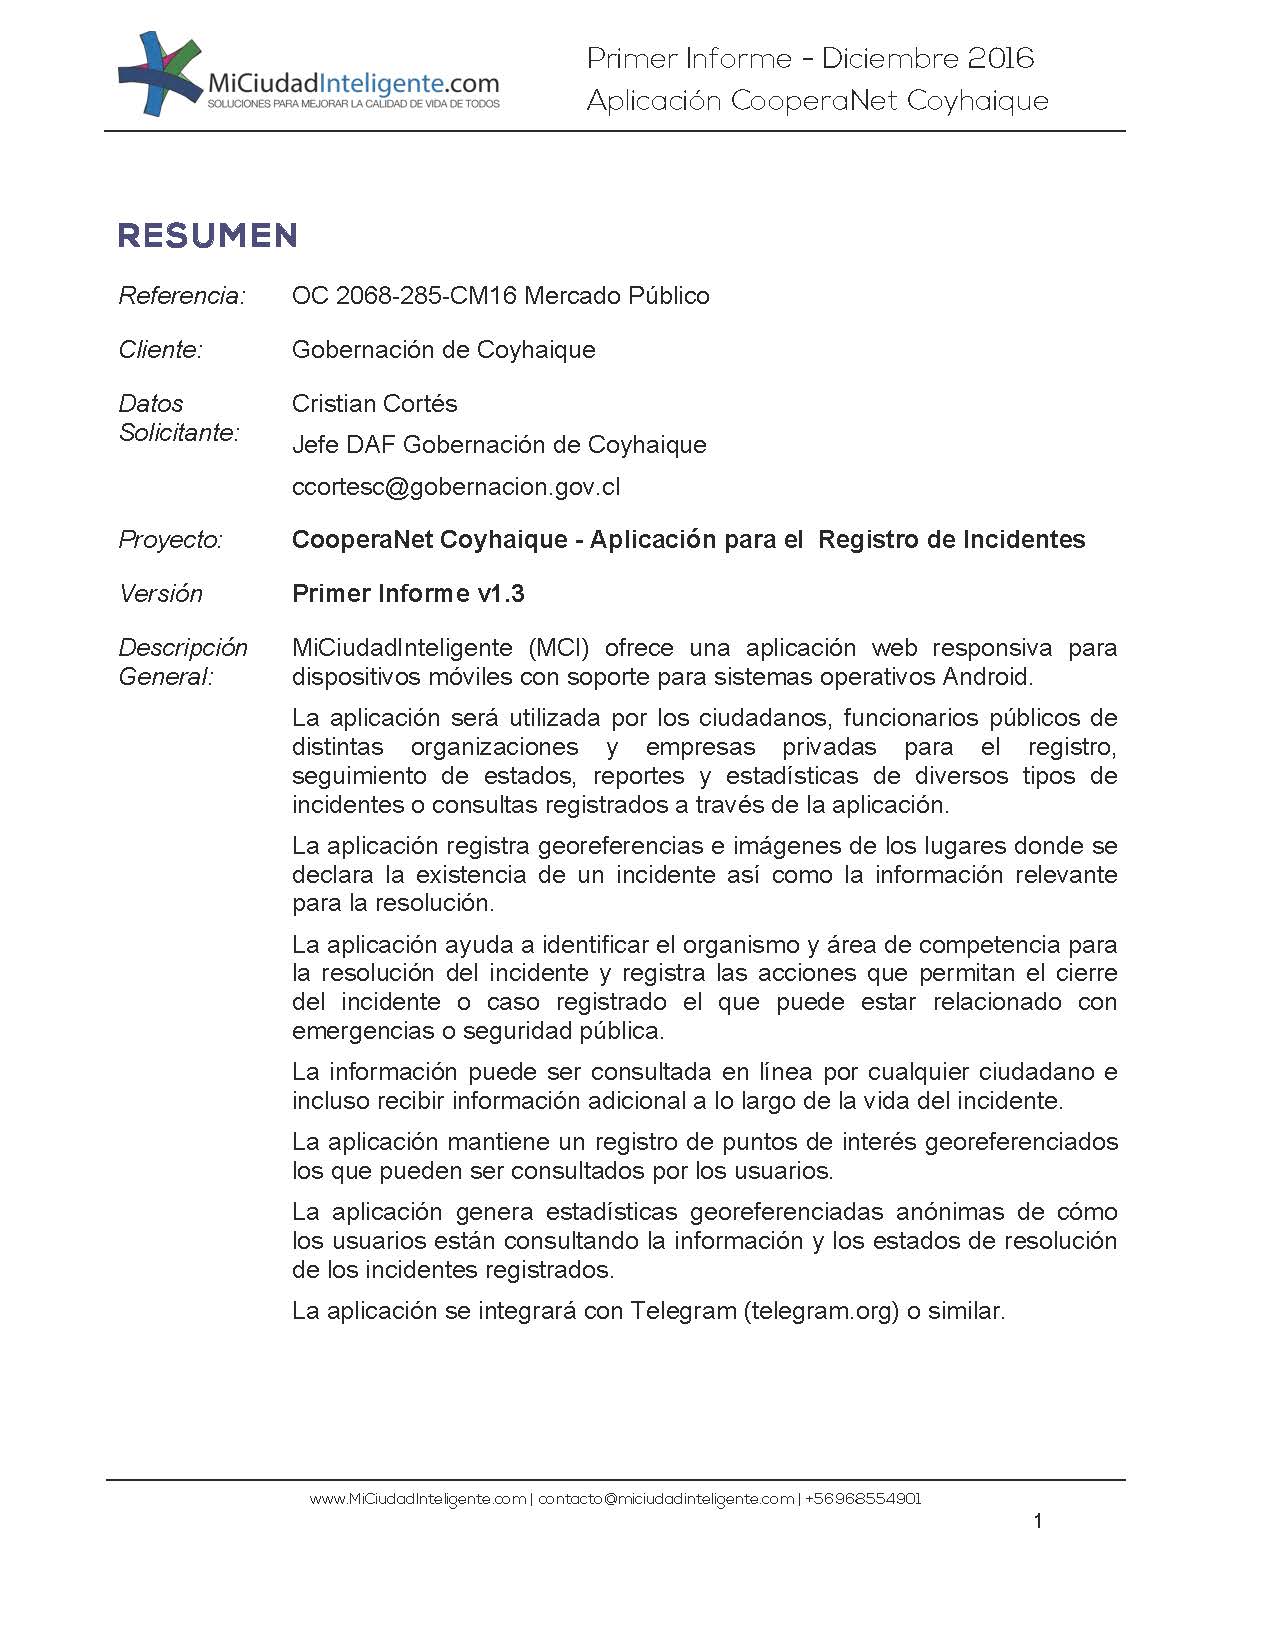 MiCiudadInteligente.com
SOLUCIONES PARA MEJORAR LA CALIDAD DE VIDA DE TODOS
Primer Informe - Diciembre 2016
Aplicación CooperaNet Coyhaique
RESUMEN
Referencia: OC 2068-285-CM16 Mercado Público
Cliente: Gobernación de Coyhaique
Datos Solicitante: Cristian Cortés
Jefe DAF Gobernación de Coyhaique
ccortesc@gobernacion.gov.cl
Proyecto: CooperaNet Coyhaique - Aplicación para el  Registro de Incidentes
Versión Primer Informe v1.3
Descripción General: MiCiudadInteligente (MCI) ofrece una aplicación web responsiva para
dispositivos móviles con soporte para sistemas operativos Android.
La aplicación será utilizada por los ciudadanos, funcionarios públicos de
distintas organizaciones y empresas privadas para el registro,
seguimiento de estados, reportes y estadísticas de diversos tipos de
incidentes o consultas registrados a través de la aplicación.
La aplicación registra georeferencias e imágenes de los lugares donde se
declara la existencia de un incidente así como la información relevante
para la resolución.
La aplicación ayuda a identificar el organismo y área de competencia para
la resolución del incidente y registra las acciones que permitan el cierre
del incidente o caso registrado el que puede estar relacionado con
emergencias o seguridad pública.
La información puede ser consultada en línea por cualquier ciudadano e
incluso recibir información adicional a lo largo de la vida del incidente.
La aplicación mantiene un registro de puntos de interés georeferenciados
los que pueden ser consultados por los usuarios.
La aplicación genera estadísticas georeferenciadas anónimas de cómo
los usuarios están consultando la información y los estados de resolución
de los incidentes registrados.
La aplicación se integrará con Telegram (telegram.org) o similar.
www.MiCiudadInteligente.com | contacto@miciudadinteligente.com | +56968554901
1